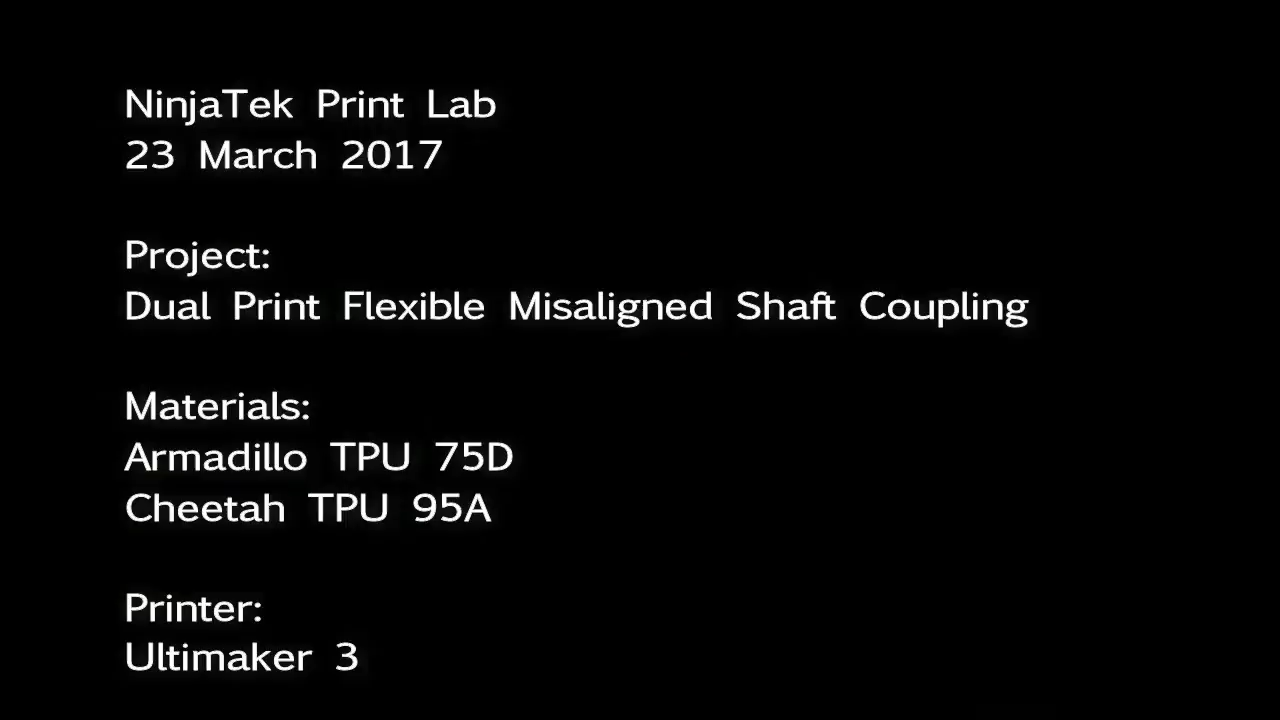 NinjaTek Print Lab
23 March 2017
Project:
Dual Print Flexible Misaligned Shaft Coupling
Materials:
Armadillo TPU 75D
Cheetah TPU 95A
Printer:
Ultimaker 3